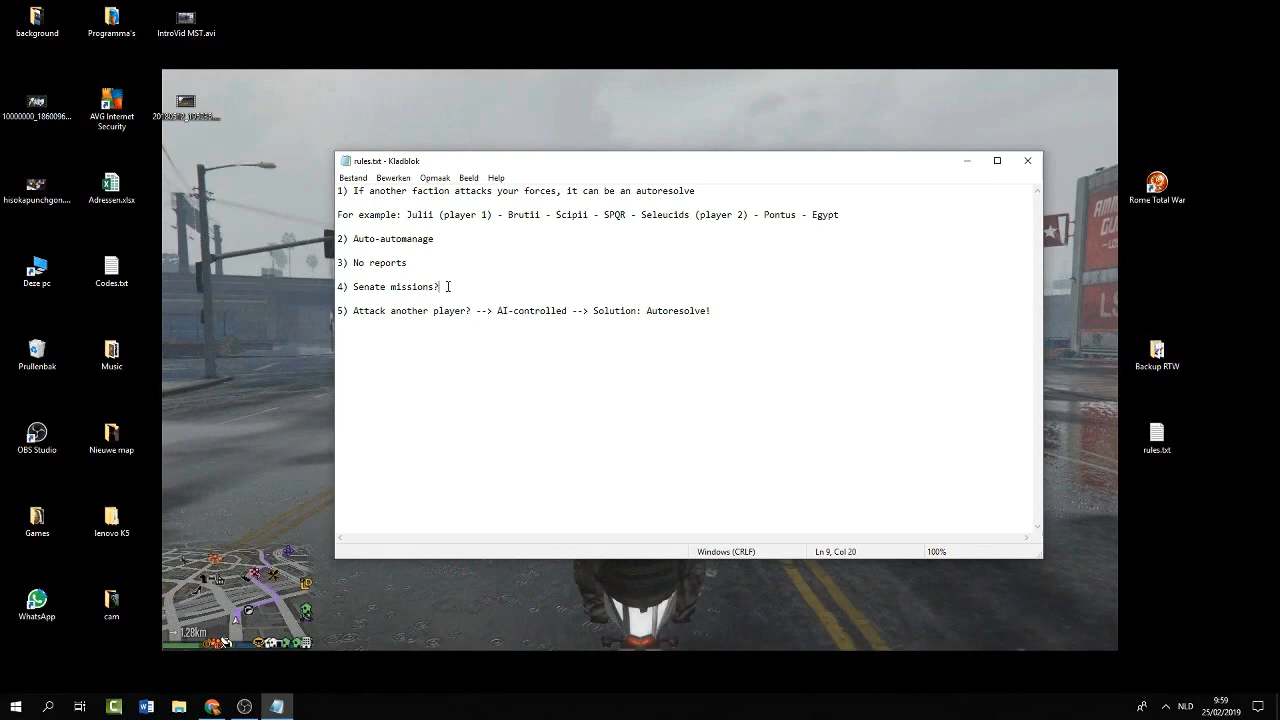 background
Programma's
IntroVid MST.avi
10000000_1860096...
AVG Internet
Security
hisokapunchgon....
Adressen.xlsx
Rome Total War
Deze pc
Codes.txt
Prullenbak
Music
Backup RTW
OBS Studio
Nieuwe map
rules.txt
Games
lenovo K5
WhatsApp
cam
rules.txt - Kladblok
Bestand Bewerken Opmaak Beeld Help
1) If another faction attacks your forces, it can be an autoresolve
For example: Julii (player 1) - Brutii - Scipii - SPQR - Seleucids (player 2) - Pontus - Egypt
2) Auto-automanage
3) No reports
4) Senate missions?
5) Attack another player? --> AI-controlled --> Solution: Autoresolve!
Windows (CRLF) Ln 9, Col 20 100%
1.28km
NLD
9:59
25/02/2019